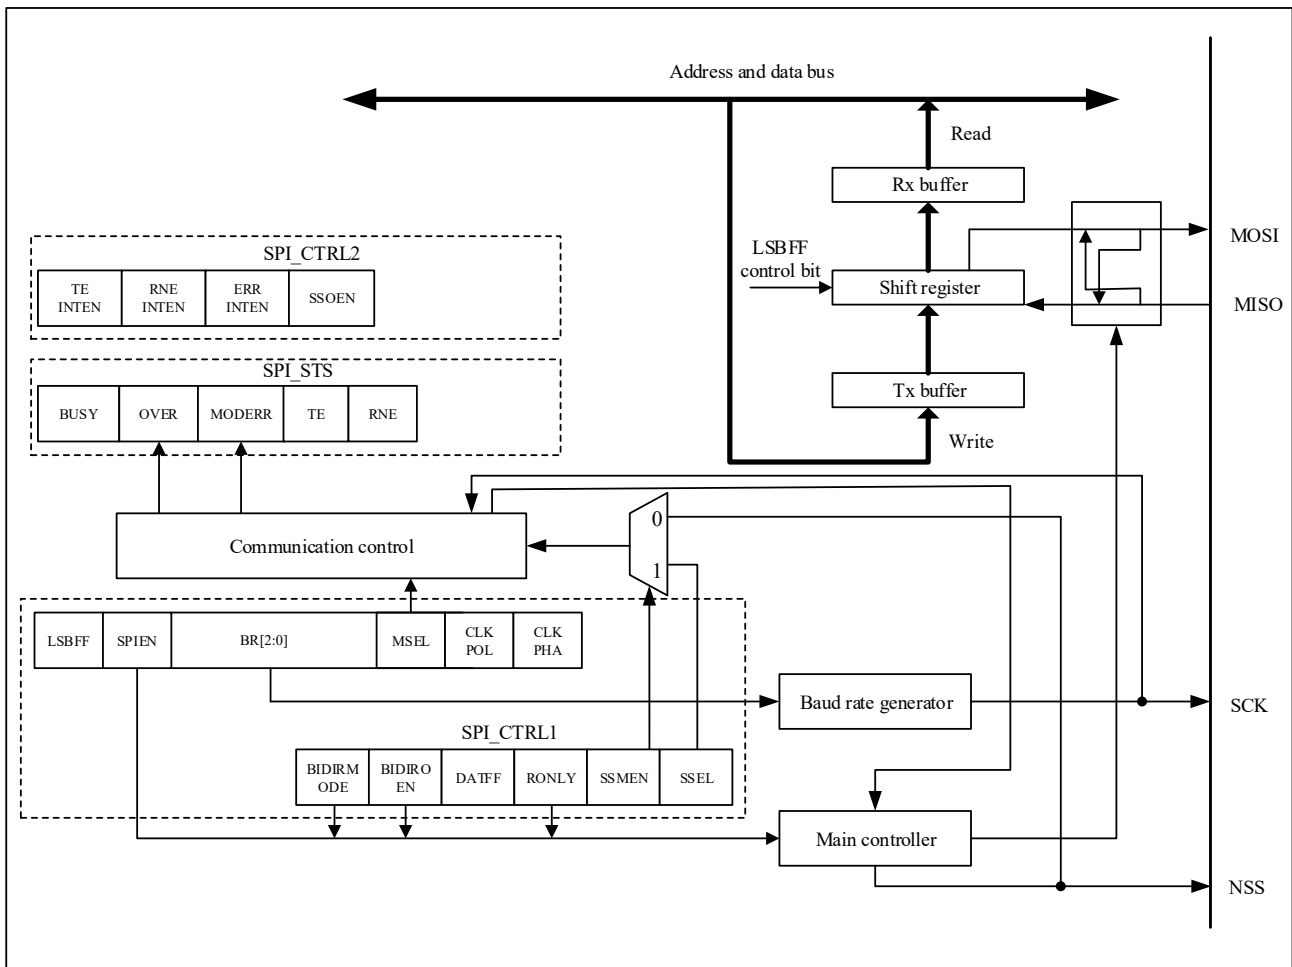 Address and data bus
Read
Rx buffer
MOSI
LSBFF
control bit
Shift register
MISO
SPI_CTRL2
TE
INTEN
RNE
INTEN
ERR
INTEN
SSOEN
SPI_STS
BUSY
OVER
MODERR
TE
RNE
Tx buffer
Write
0
1
Communication control
LSBFF
SPIEN
BR[2:0]
MSEL
CLK
POL
CLK
PHA
Baud rate generator
SCK
SPI_CTRL1
BIDIRM
ODE
BIDIRO
EN
DATFF
RONLY
SSMEN
SSEL
Main controller
NSS